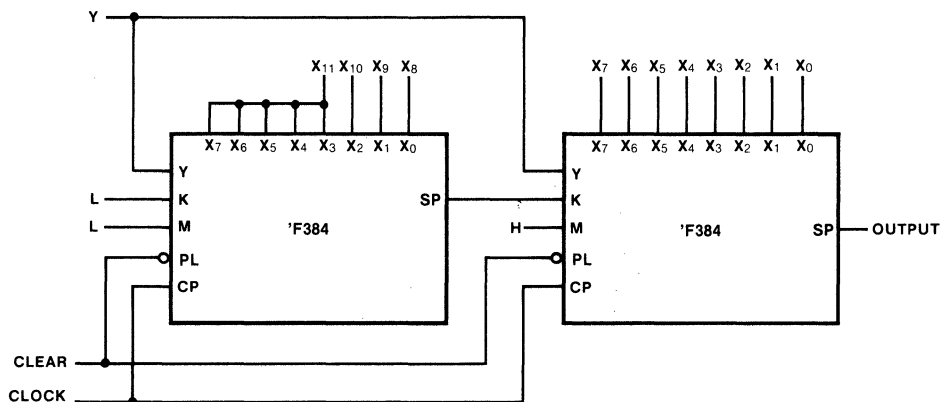 Y
X11 X10 X9 X8
X7 X6 X5 X4 X3 X2 X1 X0
X7 X6 X5 X4 X3 X2 X1 X0
X7 X6 X5 X4 X3 X2 X1 X0
Y
L K
SP
L M
'F384
PL
CP
Y
K
H M
'F384
SP OUTPUT
PL
CP
CLEAR
CLOCK